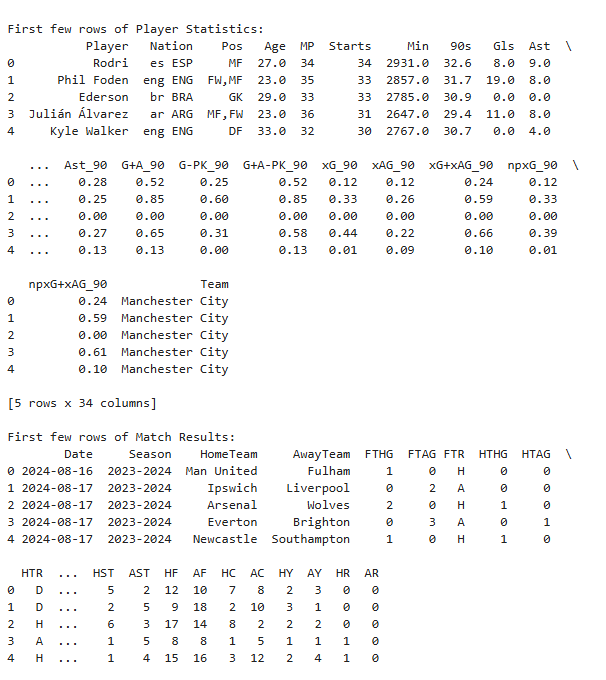 First few rows of Player Statistics:
Player Nation Pos Age MP Starts Min 90s Gls Ast \
0 Rodri es ESP MF 27.0 34 34 2931.0 32.6 8.0 9.0
1 Phil Foden eng ENG FW,MF 23.0 35 33 2857.0 31.7 19.0 8.0
2 Ederson br BRA GK 29.0 33 33 2785.0 30.9 0.0 0.0
3 Julián Álvarez ar ARG MF,FW 23.0 36 31 2647.0 29.4 11.0 8.0
4 Kyle Walker eng ENG DF 33.0 32 30 2767.0 30.7 0.0 4.0
... Ast_90 G+A_90 G-PK_90 G+A-PK_90 xG_90 xAG_90 xG+xAG_90 npxG_90 \
0 ... 0.28 0.52 0.25 0.52 0.12 0.12 0.24 0.12
1 ... 0.25 0.85 0.60 0.85 0.33 0.26 0.59 0.33
2 ... 0.00 0.00 0.00 0.00 0.00 0.00 0.00 0.00
3 ... 0.27 0.65 0.31 0.58 0.44 0.22 0.66 0.39
4 ... 0.13 0.13 0.00 0.13 0.01 0.09 0.10 0.01
npxG+xAG_90 Team
0 0.24 Manchester City
1 0.59 Manchester City
2 0.00 Manchester City
3 0.61 Manchester City
4 0.10 Manchester City
[5 rows x 34 columns]
First few rows of Match Results:
Date Season HomeTeam AwayTeam FTHG FTAG FTR HTHG HTAG \
0 2024-08-16 2023-2024 Man United Fulham 1 0 H 0 0
1 2024-08-17 2023-2024 Ipswich Liverpool 0 2 A 0 0
2 2024-08-17 2023-2024 Arsenal Wolves 2 0 H 1 0
3 2024-08-17 2023-2024 Everton Brighton 0 3 A 0 1
4 2024-08-17 2023-2024 Newcastle Southampton 1 0 H 1 0
HTR ... HST AST HF AF HC AC HY AY HR AR
0 D ... 5 2 12 10 7 8 2 3 0 0
1 D ... 2 5 9 18 2 10 3 1 0 0
2 H ... 6 3 17 14 8 2 2 2 0 0
3 A ... 1 5 8 8 1 5 1 1 1 0
4 H ... 1 4 15 16 3 12 2 4 1 0